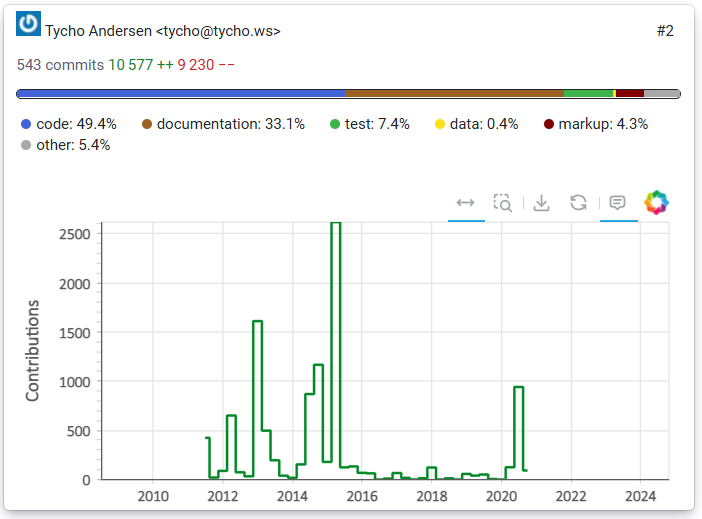 Tycho Andersen <tycho@tycho.ws> #2
543 commits 10 577 ++ 9 230 −−
code: 49.4% documentation: 33.1% test: 7.4% data: 0.4% markup: 4.3%
other: 5.4%
2500
2000
1500
1000
500
0
Contributions
2010 2012 2014 2016 2018 2020 2022 2024